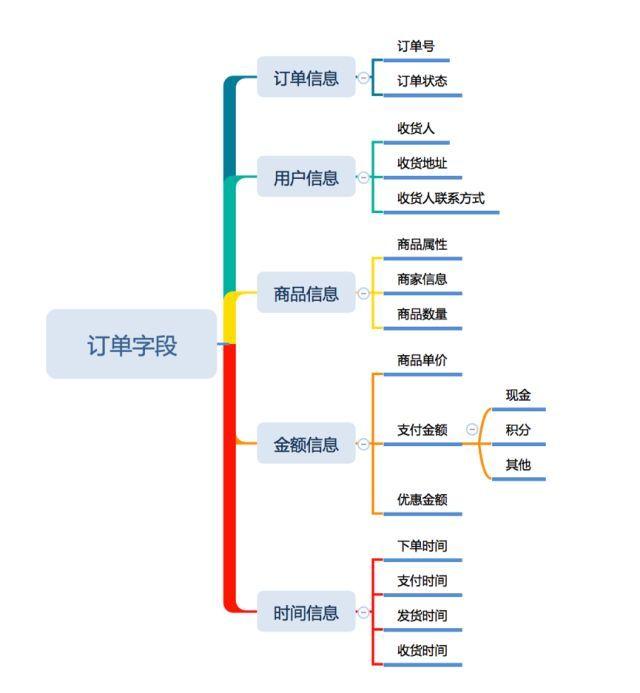 订单字段
订单信息
订单号
订单状态
用户信息
收货人
收货地址
收货人联系方式
商品信息
商品属性
商家信息
商品数量
金额信息
商品单价
支付金额
现金
积分
其他
优惠金额
时间信息
下单时间
支付时间
发货时间
收货时间